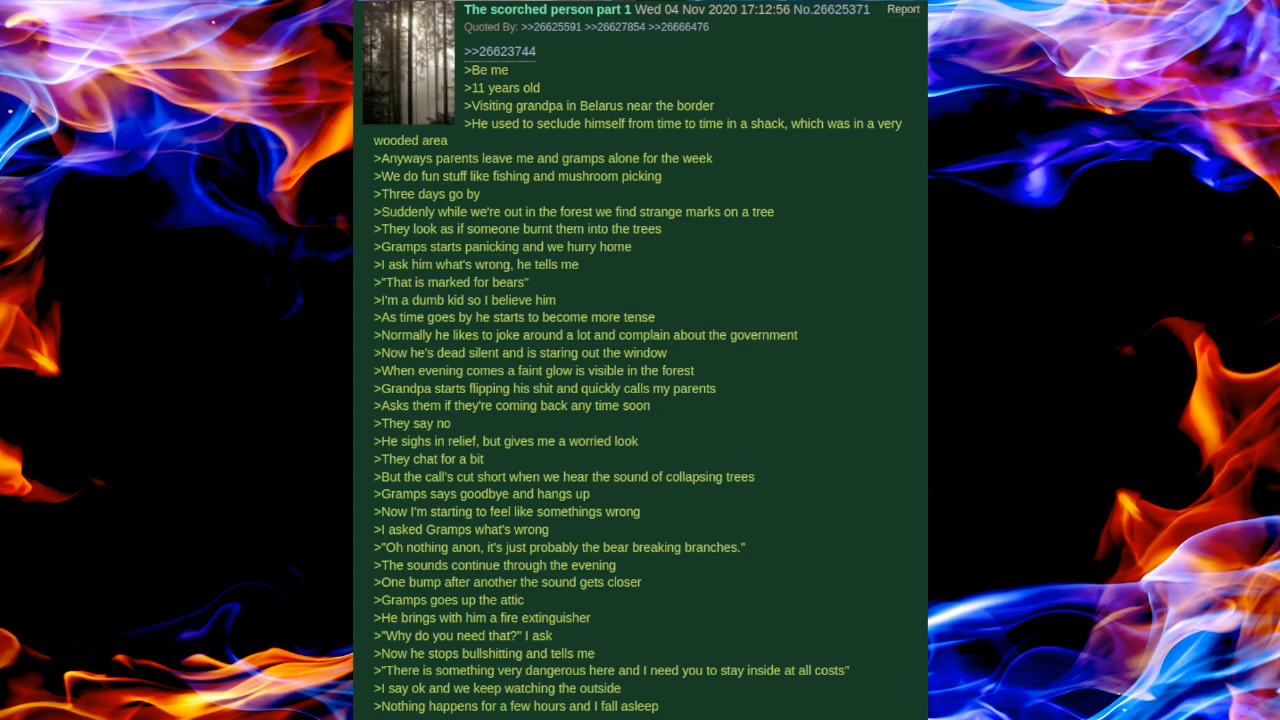 The scorched person part 1 Wed 04 Nov 2020 17:12:56 No.26625371 Report
Quoted By: >>26625591 >>26627854 >>26666476
>>26623744
>Be me
>11 years old
>Visiting grandpa in Belarus near the border
>He used to seclude himself from time to time in a shack, which was in a very
wooded area
>Anyways parents leave me and gramps alone for the week
>We do fun stuff like fishing and mushroom picking
>Three days go by
>Suddenly while we're out in the forest we find strange marks on a tree
>They look as if someone burnt them into the trees
>Gramps starts panicking and we hurry home
>I ask him what's wrong, he tells me
>"That is marked for bears"
>I'm a dumb kid so I believe him
>As time goes by he starts to become more tense
>Normally he likes to joke around a lot and complain about the government
>Now he's dead silent and is staring out the window
>When evening comes a faint glow is visible in the forest
>Grandpa starts flipping his shit and quickly calls my parents
>Asks them if they're coming back any time soon
>They say no
>He sighs in relief, but gives me a worried look
>They chat for a bit
>But the call's cut short when we hear the sound of collapsing trees
>Gramps says goodbye and hangs up
>Now I'm starting to feel like somethings wrong
>I asked Gramps what's wrong
>"Oh nothing anon, it's just probably the bear breaking branches."
>The sounds continue through the evening
>One bump after another the sound gets closer
>Gramps goes up the attic
>He brings with him a fire extinguisher
>"Why do you need that?" I ask
>Now he stops bullshitting and tells me
>"There is something very dangerous here and I need you to stay inside at all costs"
>I say ok and we keep watching the outside
>Nothing happens for a few hours and I fall asleep